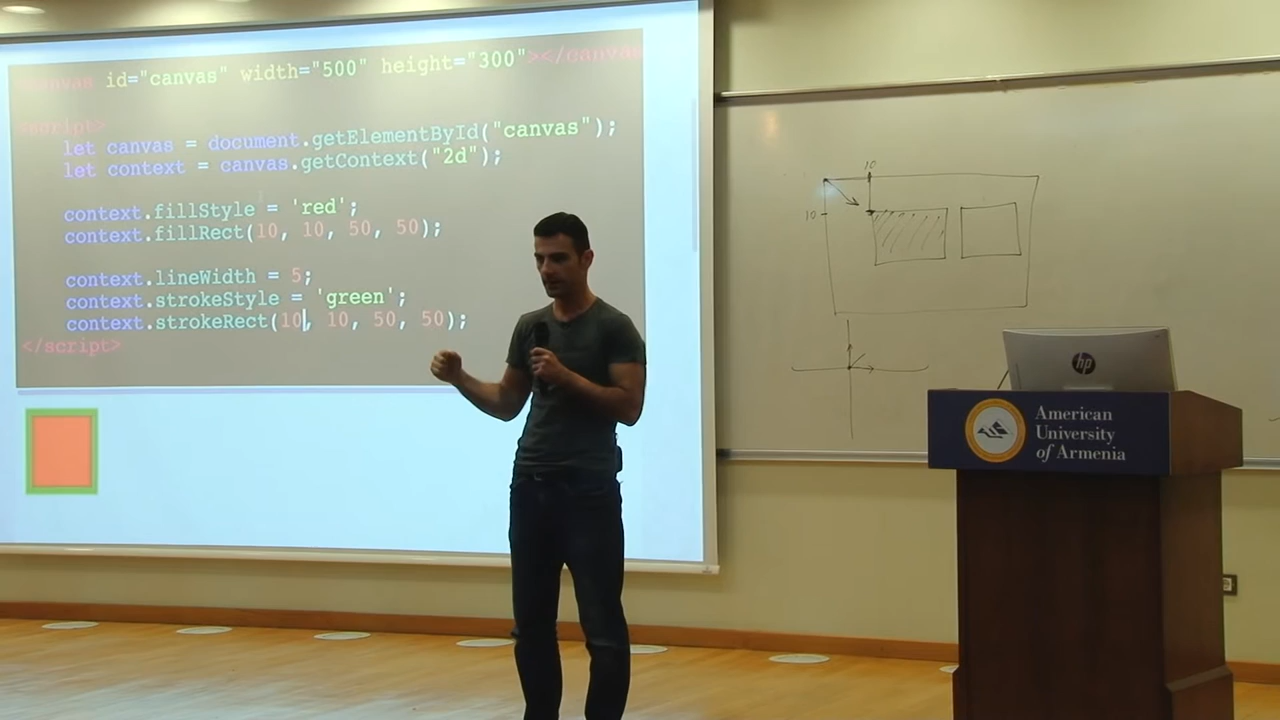 <canvas id="canvas" width="500" height="300"></canvas>
<script>
let canvas = document.getElementById("canvas");
let context = canvas.getContext("2d");
context.fillStyle = 'red';
context.fillRect(10, 10, 50, 50);
context.lineWidth = 5;
context.strokeStyle = 'green';
context.strokeRect(10, 10, 50, 50);
</script>
10
10
hp
American
University
of Armenia